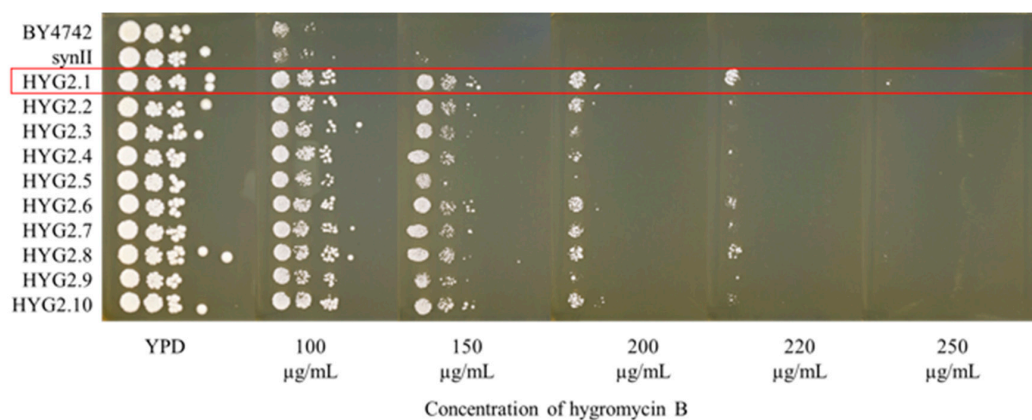 BY4742
synII
HYG2.1
HYG2.2
HYG2.3
HYG2.4
HYG2.5
HYG2.6
HYG2.7
HYG2.8
HYG2.9
HYG2.10
YPD 100 150 200 220 250
µg/mL µg/mL µg/mL µg/mL µg/mL
Concentration of hygromycin B